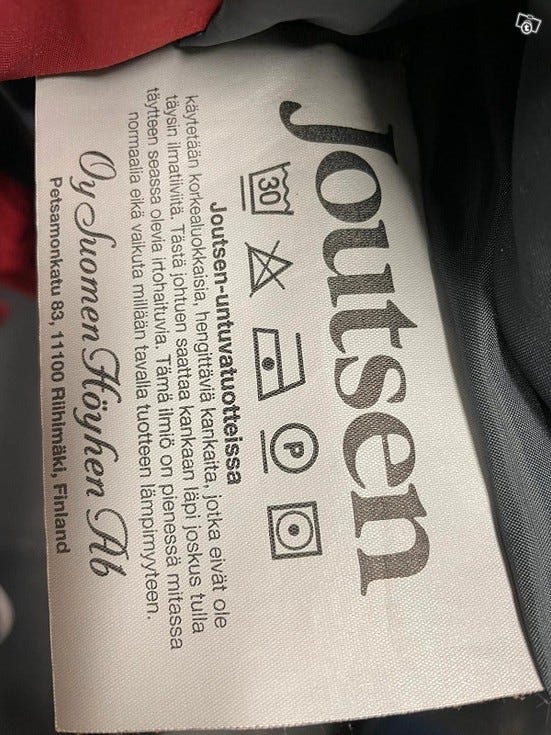 Joutsen
30 P
Joutsen-untuvatuotteissa
käytetään korkealuokkaisia, hengittäviä kankaita, jotka eivät ole
täysin ilmatiiviitä. Tästä johtuen saattaa kankaan läpi joskus tulla
täytteen seassa olevia irtohaituvia. Tämä ilmiö on pienessä mitassa
normaalia eikä vaikuta millään tavalla tuotteen lämpimyyteen.
Oy Suomen Höyhen Ab
Petsamonkatu 83, 11100 Riihimäki, Finland